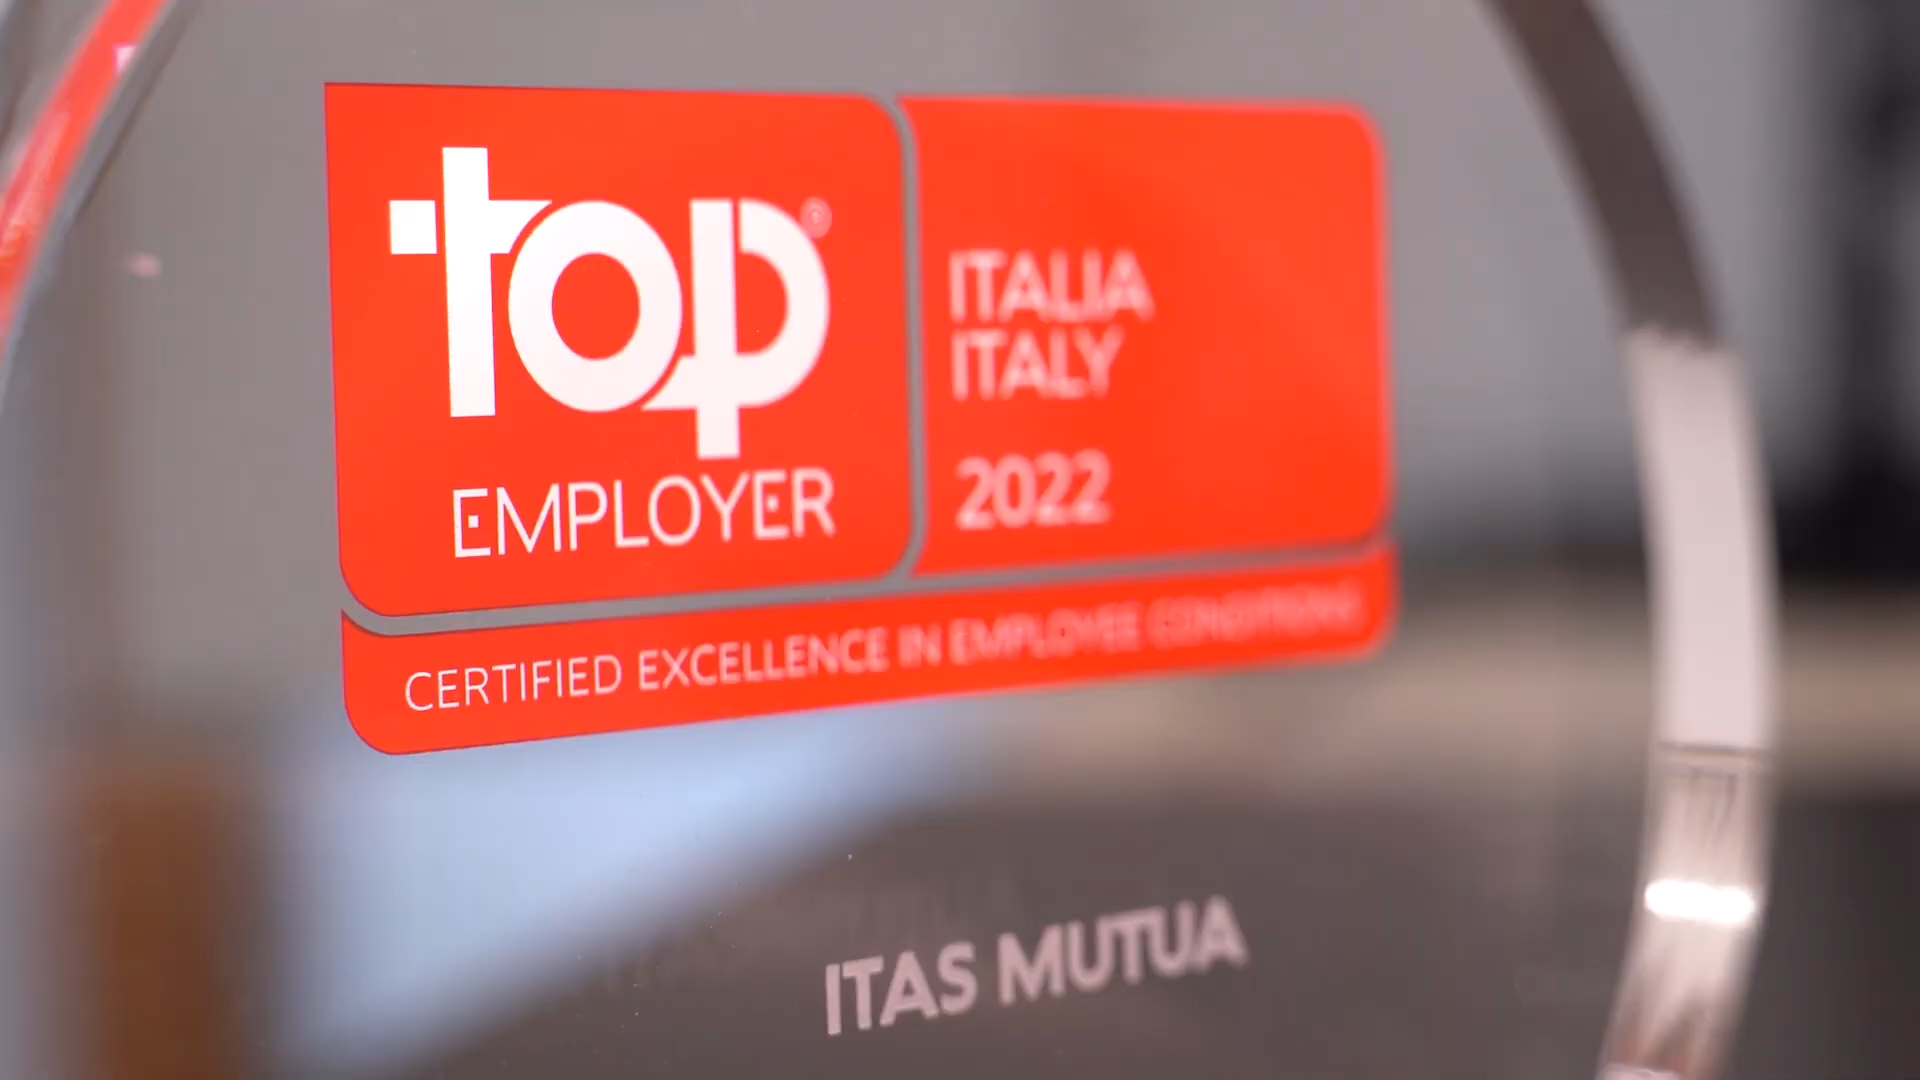 top®
EMPLOYER
ITALIA
ITALY
2022
CERTIFIED EXCELLENCE IN EMPLOYEE CONDITIONS
ITAS MUTUA